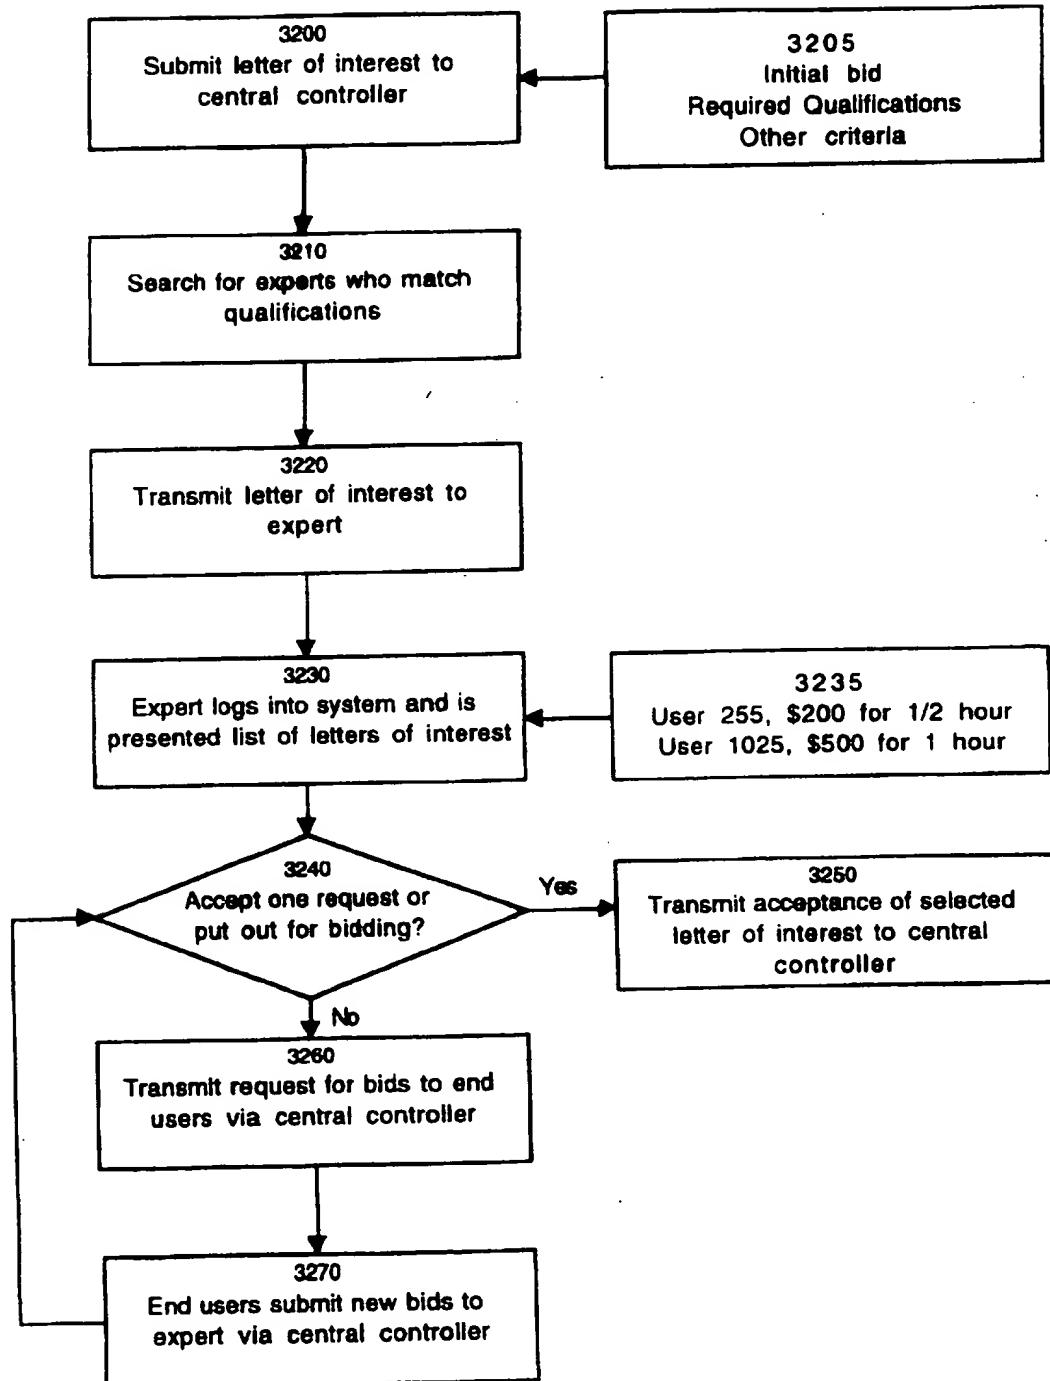 3200
Submit letter of interest to
central controller
3205
Initial bid
Required Qualifications
Other criteria
3210
Search for experts who match
qualifications
3220
Transmit letter of interest to
expert
3230
Expert logs into system and is
presented list of letters of interest
3235
User 255, $200 for 1/2 hour
User 1025, $500 for 1 hour
3240
Accept one request or
put out for bidding?
Yes
3250
Transmit acceptance of selected
letter of interest to central
controller
No
3260
Transmit request for bids to end
users via central controller
3270
End users submit new bids to
expert via central controller